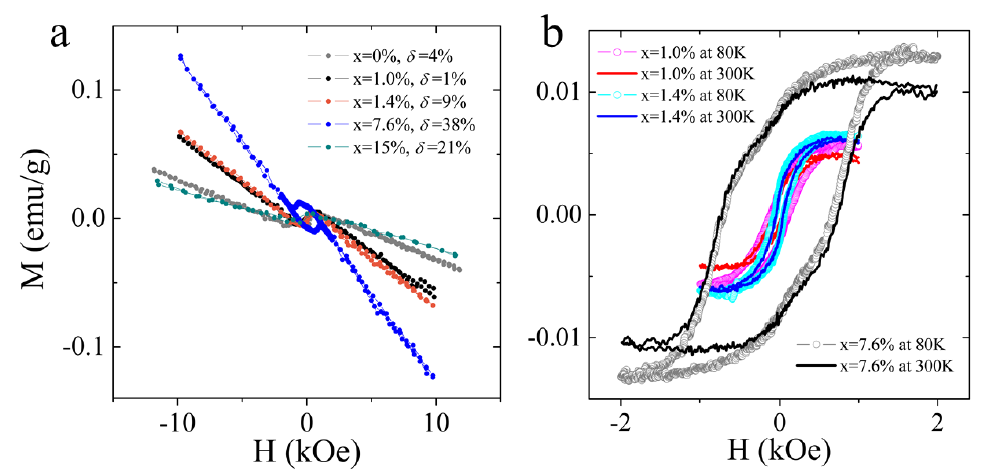 a
x=0%, δ=4%
x=1.0%, δ=1%
x=1.4%, δ=9%
x=7.6%, δ=38%
x=15%, δ=21%
0.1
0.0
-0.1
M (emu/g)
-10
0
10
H (kOe)
b
x=1.0% at 80K
x=1.0% at 300K
x=1.4% at 80K
x=1.4% at 300K
0.01
0.00
-0.01
x=7.6% at 80K
x=7.6% at 300K
-2
0
2
H (kOe)